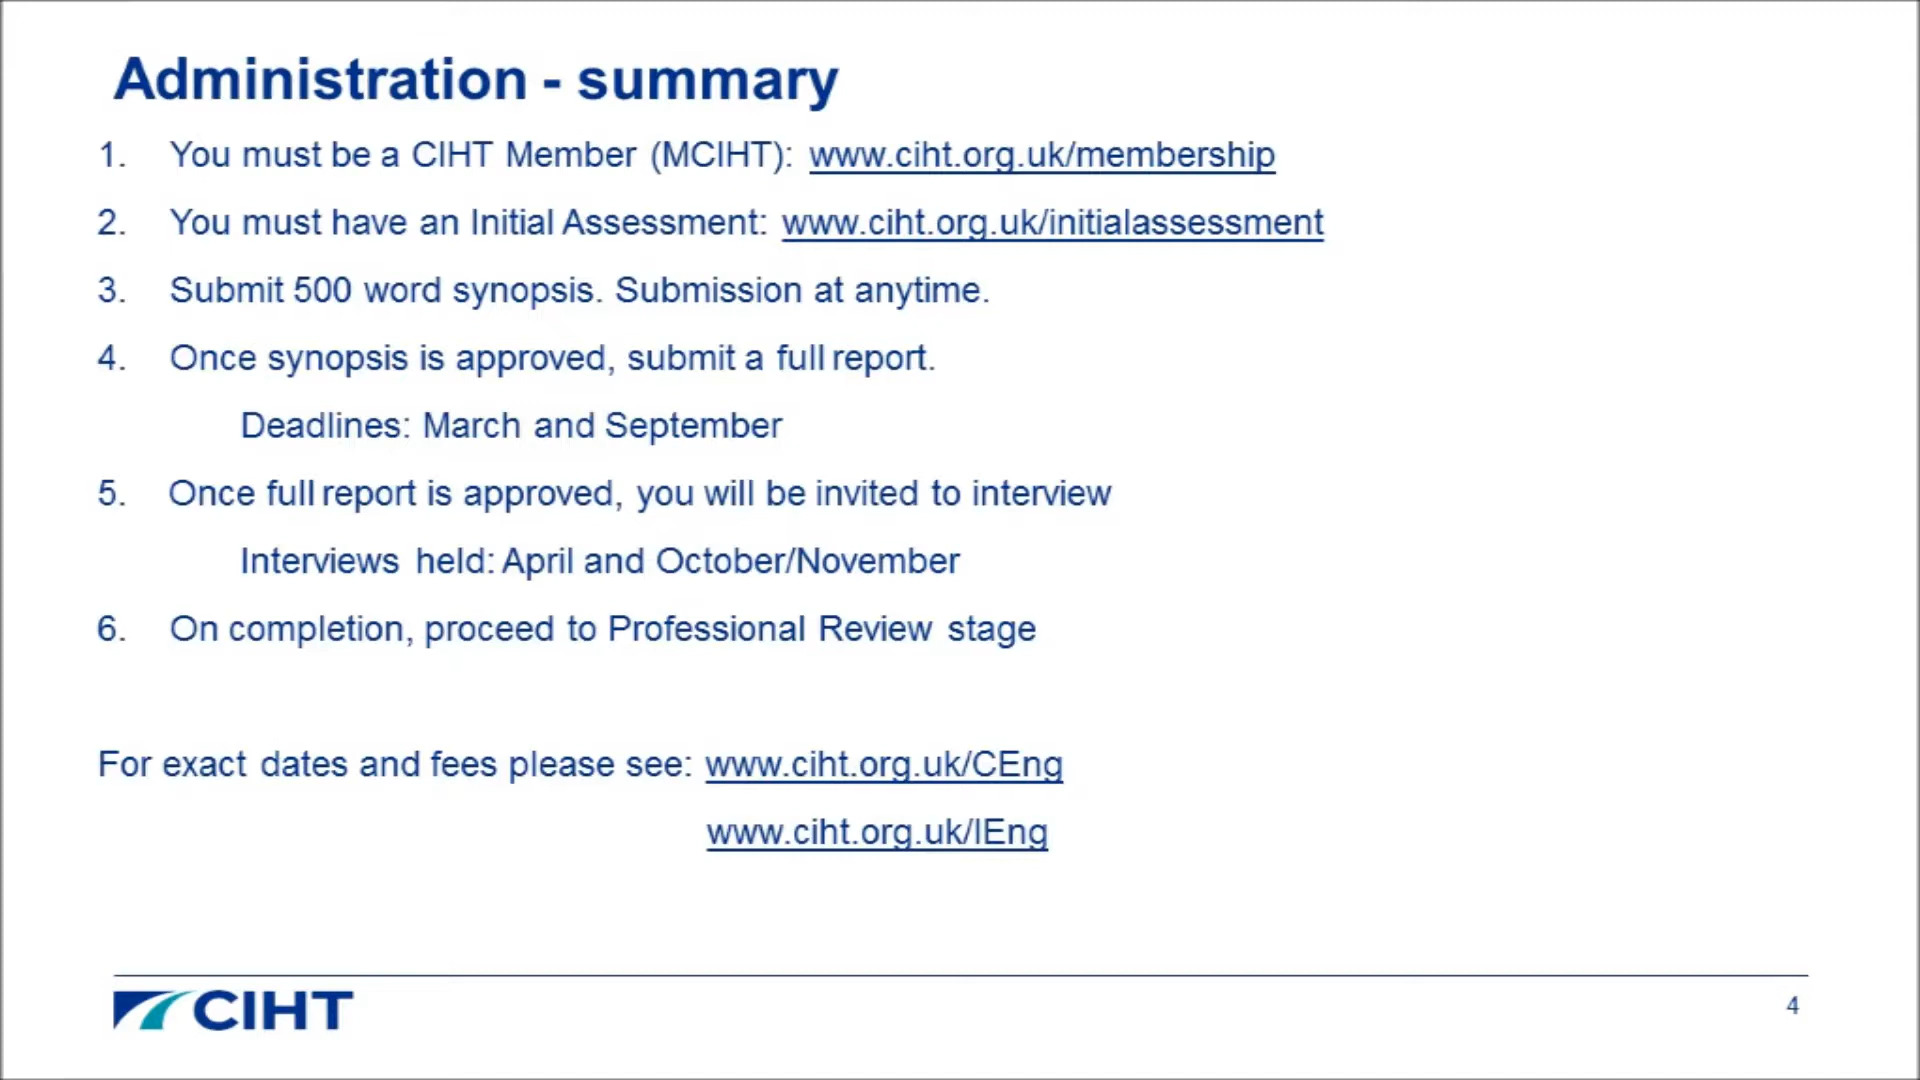 Administration - summary
1. You must be a CIHT Member (MCIHT): www.ciht.org.uk/membership
2. You must have an Initial Assessment: www.ciht.org.uk/initialassessment
3. Submit 500 word synopsis. Submission at anytime.
4. Once synopsis is approved, submit a full report.
Deadlines: March and September
5. Once full report is approved, you will be invited to interview
Interviews held: April and October/November
6. On completion, proceed to Professional Review stage
For exact dates and fees please see: www.ciht.org.uk/CEng
www.ciht.org.uk/IEng
CIHT
4